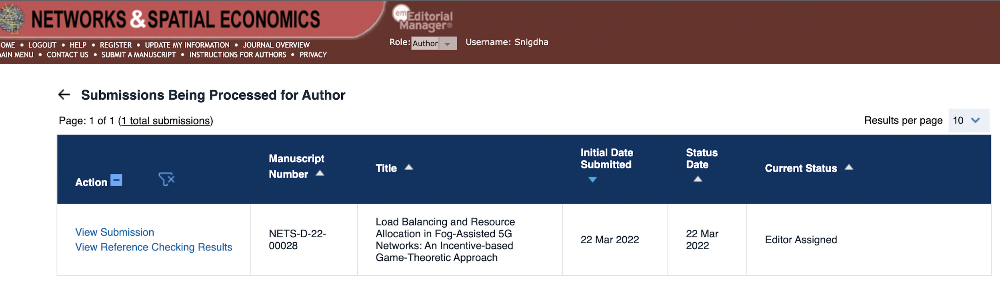 NETWORKS & SPATIAL ECONOMICS
em Editorial
Manager®
OME • LOGOUT • HELP • REGISTER • UPDATE MY INFORMATION • JOURNAL OVERVIEW
AIN MENU • CONTACT US • SUBMIT A MANUSCRIPT • INSTRUCTIONS FOR AUTHORS • PRIVACY
Role: Author Username: Snigdha
Submissions Being Processed for Author
Page: 1 of 1 (1 total submissions)
Results per page 10
Action
Manuscript
Number
Title
Initial Date
Submitted
Status
Date
Current Status
View Submission
View Reference Checking Results
NETS-D-22-
00028
Load Balancing and Resource
Allocation in Fog-Assisted 5G
Networks: An Incentive-based
Game-Theoretic Approach
22 Mar 2022
22 Mar
2022
Editor Assigned